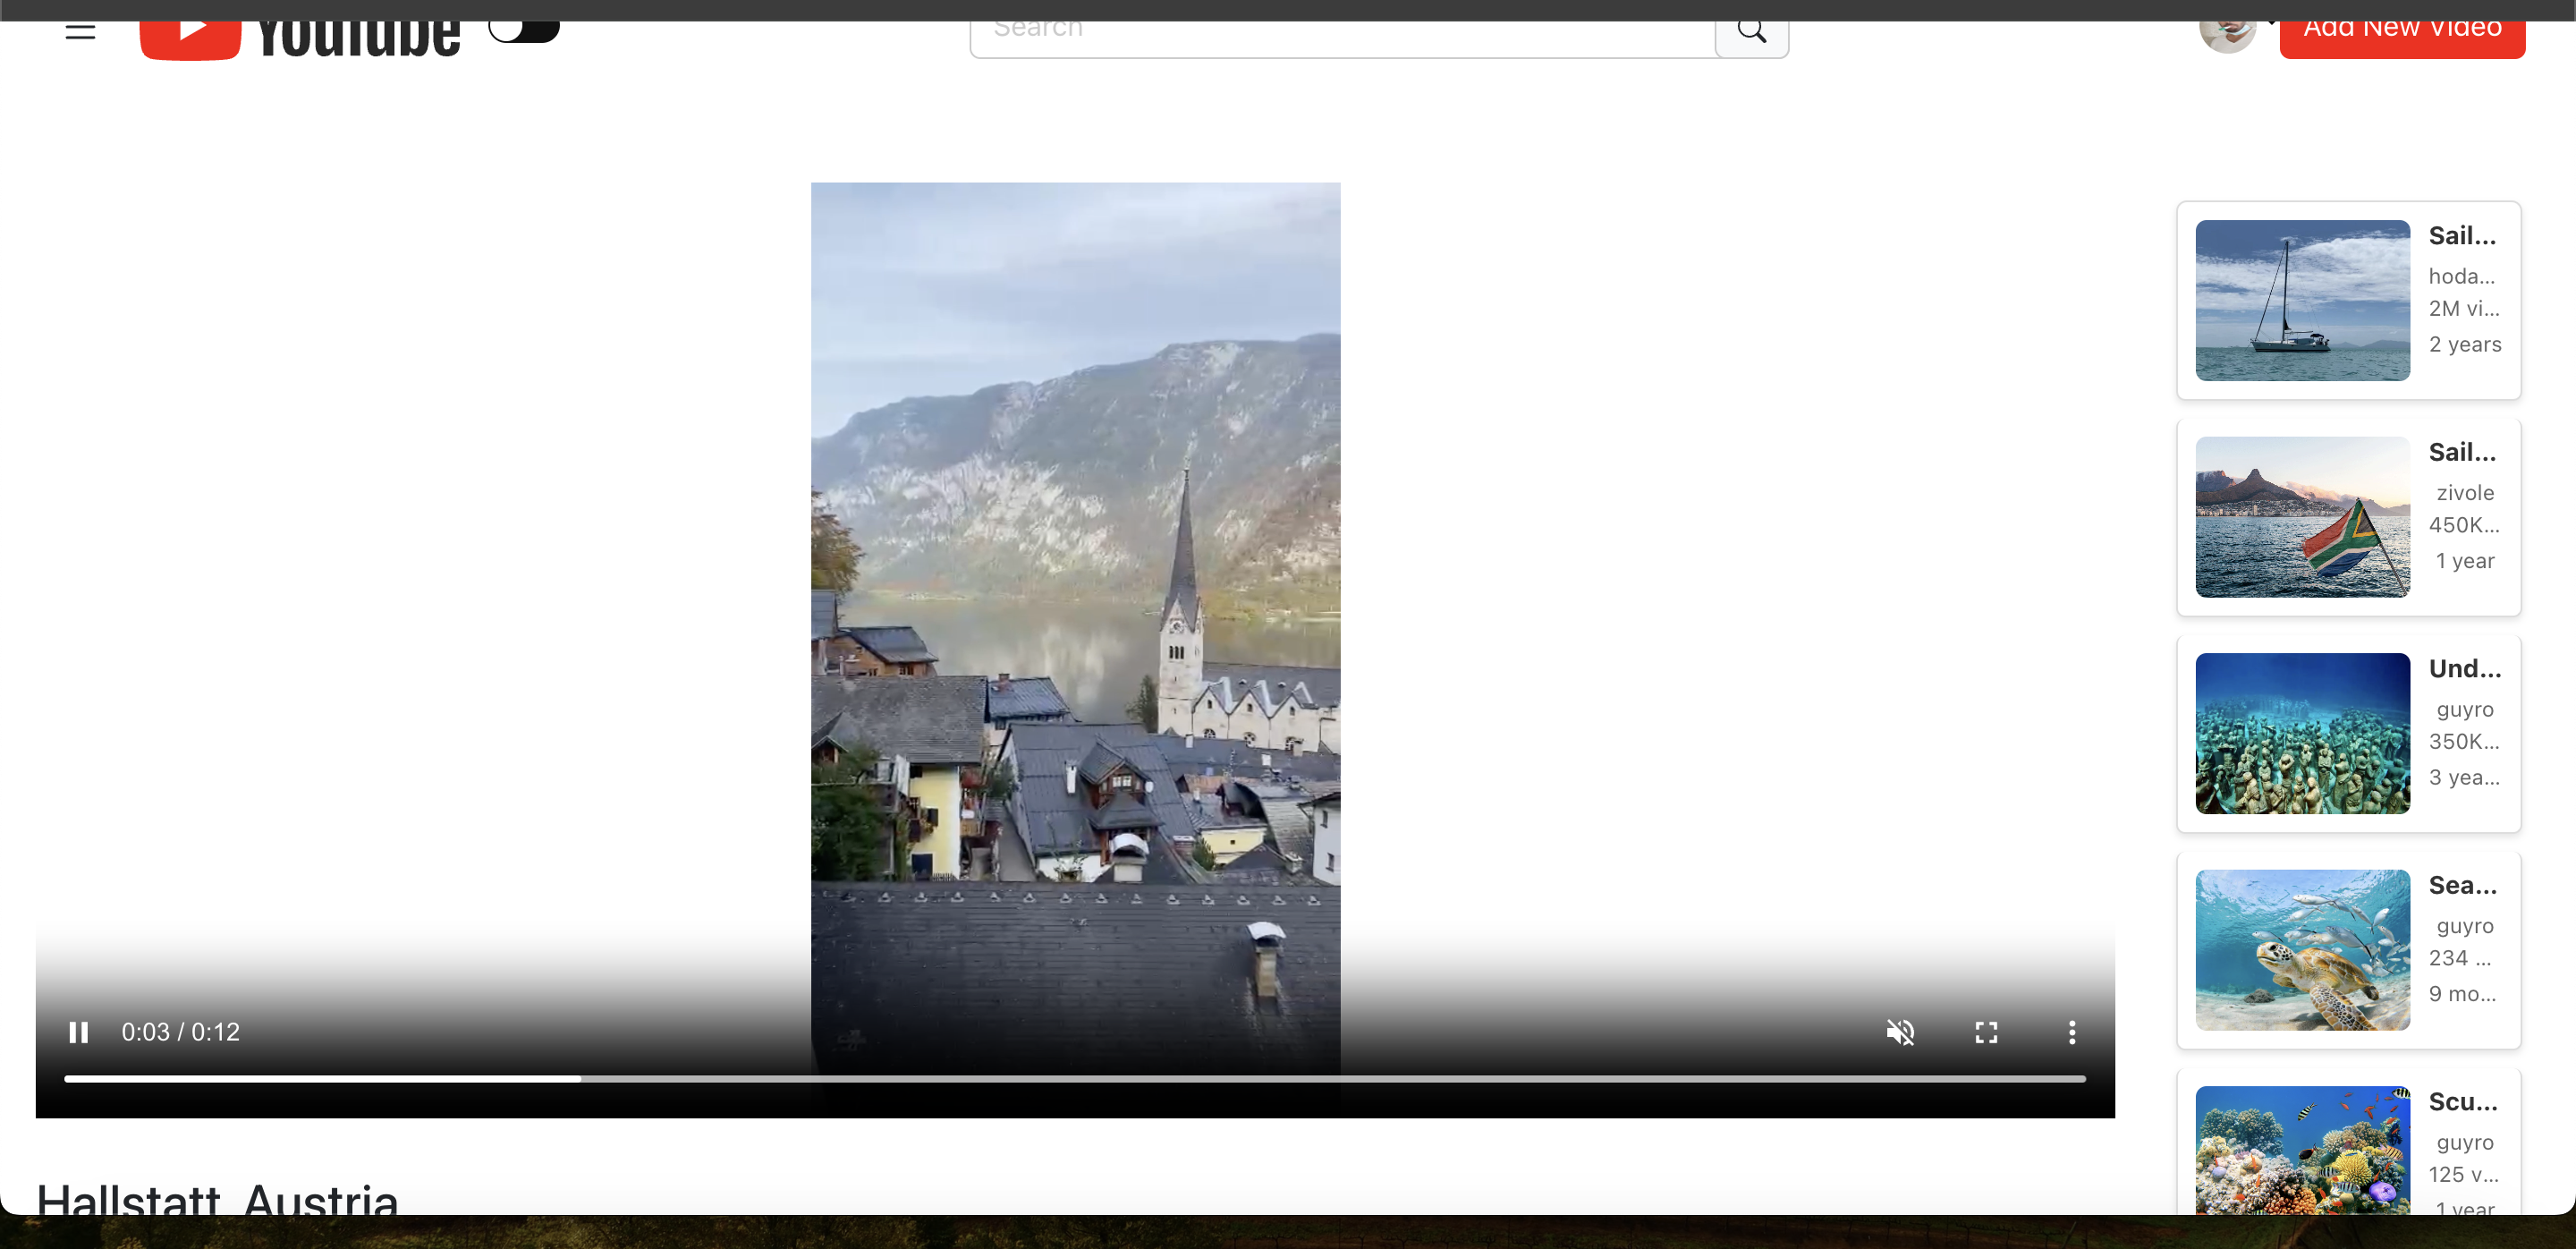 YouTube
Search
Add New Video
Sail...
hoda...
2M vi...
2 years
Sail...
zivole
450K...
1 year
Und...
guyro
350K...
3 yea...
Sea...
guyro
234 ...
9 mo...
Scu...
guyro
125 v...
1 year
0:03 / 0:12
Hallstatt, Austria